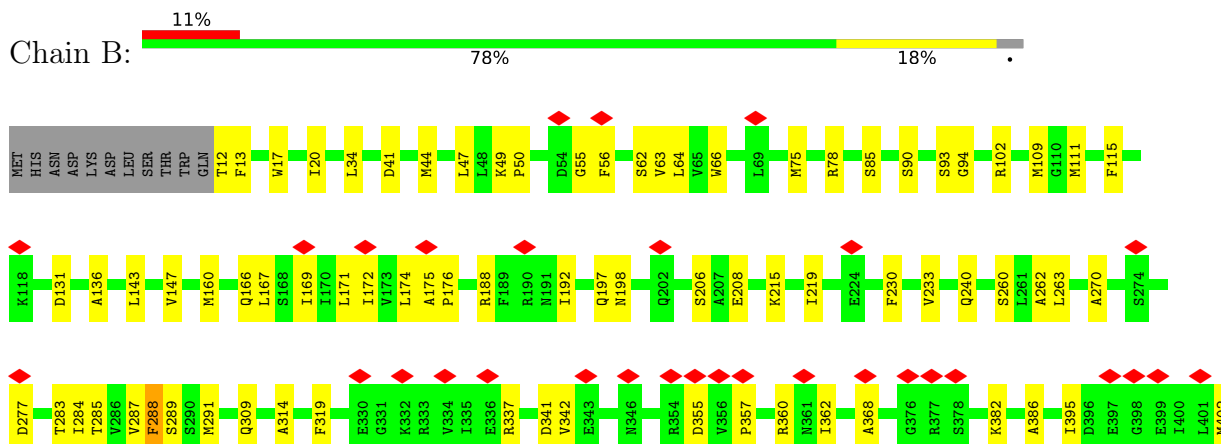 11%
Chain B:
78% 18% •
MET HIS ASN ASP LYS ASP LEU SER THR TRP GLN T12 F13 W17 I20 L34 D41 M44 L47 L48 K49 P50 D54 G55 F56 S62 V63 L64 V65 W66 L69 M75 R78 S85 S90 S93 G94 R102 M109 G110 M111 F115
K118 D131 A136 L143 V147 M160 Q166 L167 S168 I169 I170 L171 I172 V173 L174 A175 P176 R188 F189 R190 N191 I192 Q197 N198 Q202 S206 A207 E208 K215 I219 E224 F230 V233 Q240 S260 L261 A262 L263 A270 S274
D277 T283 I284 T285 V286 V287 F288 S289 S290 M291 Q309 A314 F319 E330 G331 K332 R333 V334 I335 E336 R337 D341 V342 E343 N346 R354 D355 V356 P357 R360 N361 I362 A368 G376 R377 S378 K382 A386 I395 D396 E397 G398 E399 I400 L401